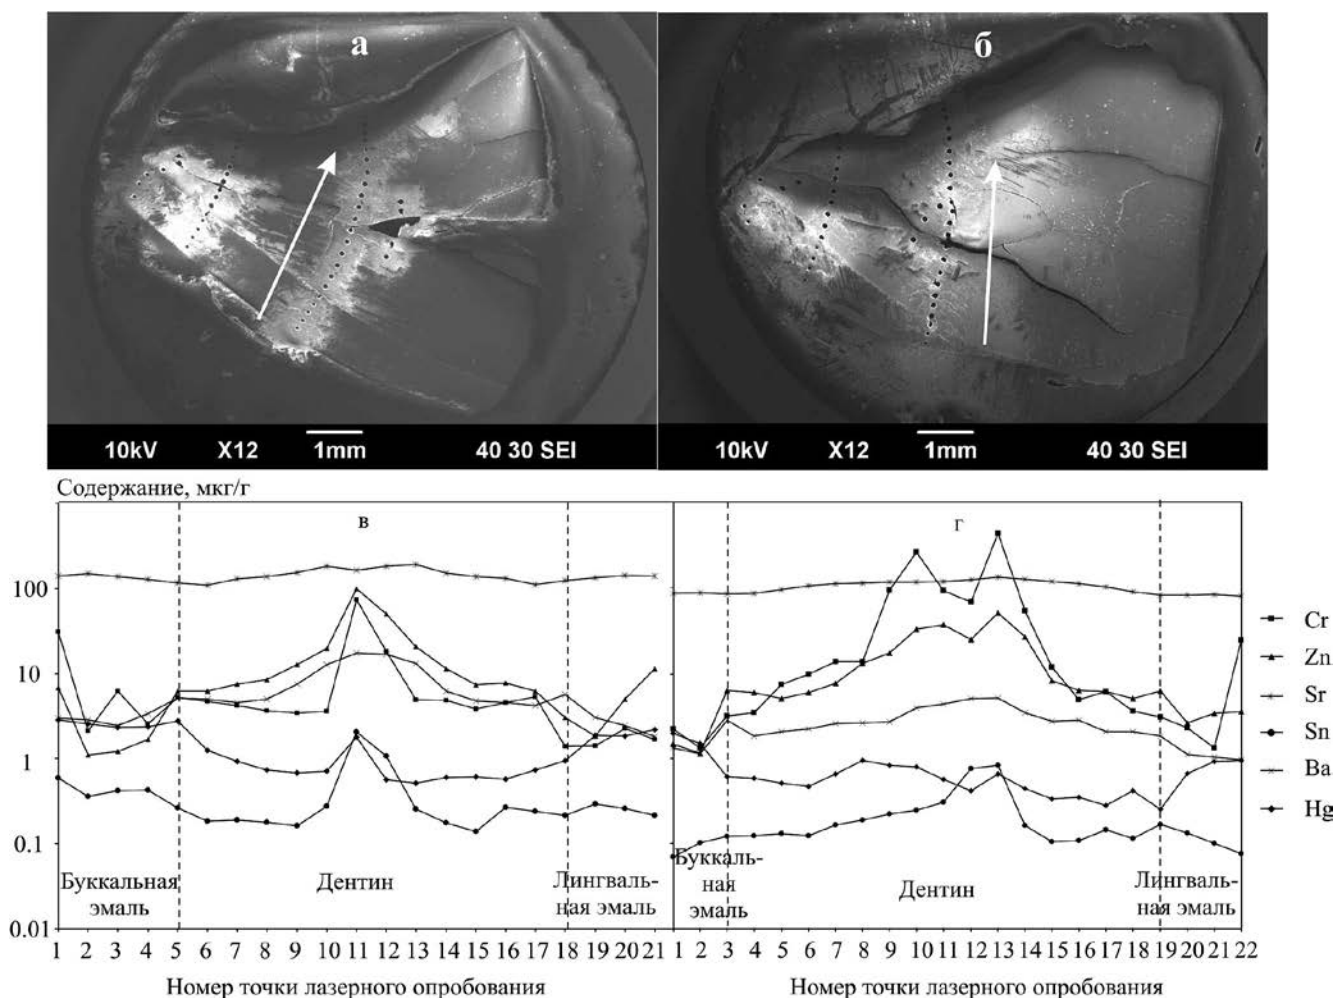 а
б
10kV X12 1mm 40 30 SEI
10kV X12 1mm 40 30 SEI
Содержание, мкг/г
в
г
100
10
1
0.1
0.01
Cr
Zn
Sr
Sn
Ba
Hg
Буккальная
эмаль
Дентин
Лингваль-
ная эмаль
Буккаль-
ная
эмаль
Дентин
Лингваль-
ная эмаль
1 2 3 4 5 6 7 8 9 10 11 12 13 14 15 16 17 18 19 20 21
1 2 3 4 5 6 7 8 9 10 11 12 13 14 15 16 17 18 19 20 21 22
Номер точки лазерного опробования
Номер точки лазерного опробования